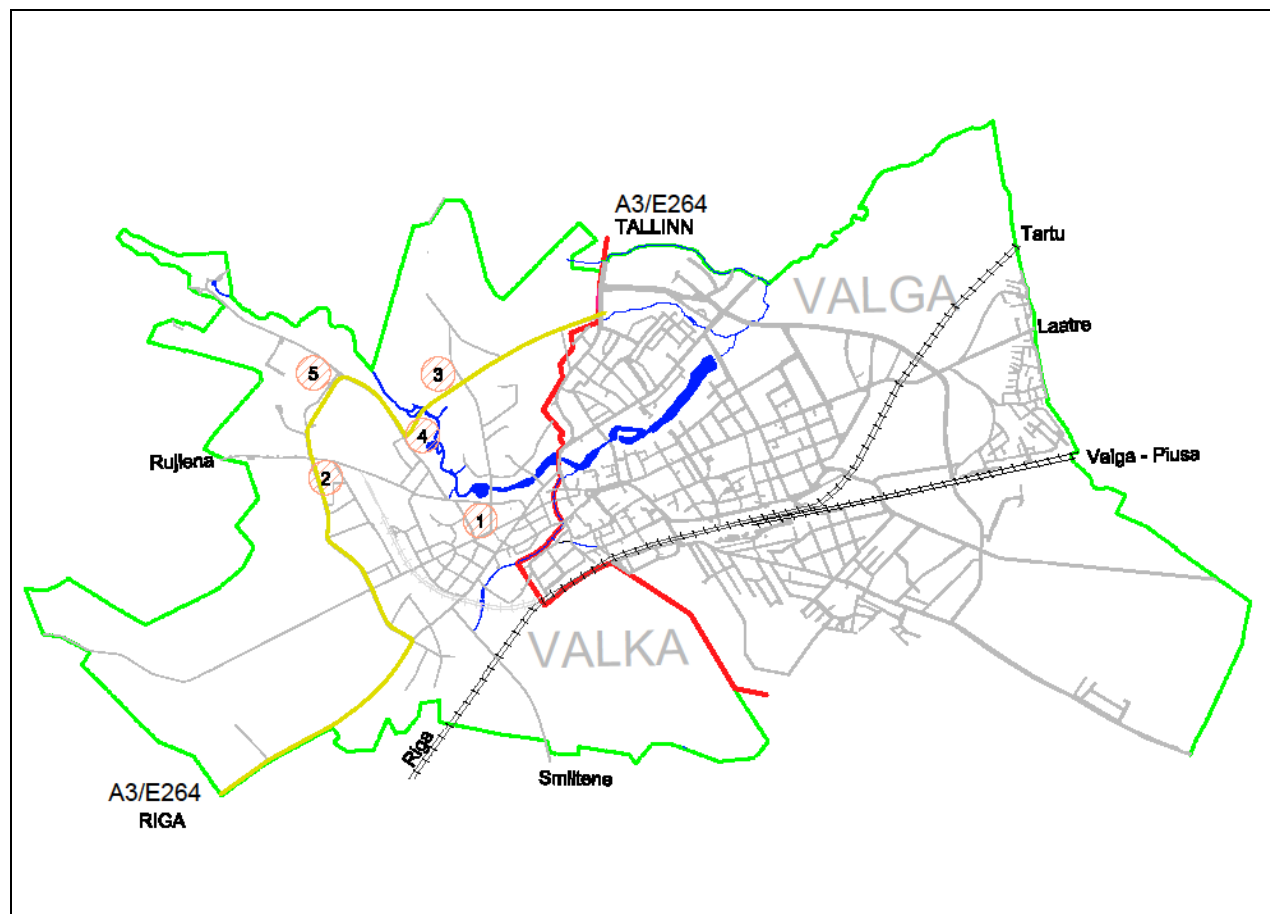 A3/E264
TALLINN
Tartu
VALGA
Laatre
5
3
4
Rujiena
2
Valga - Piusa
1
VALKA
Riga
Smiltene
A3/E264
RIGA